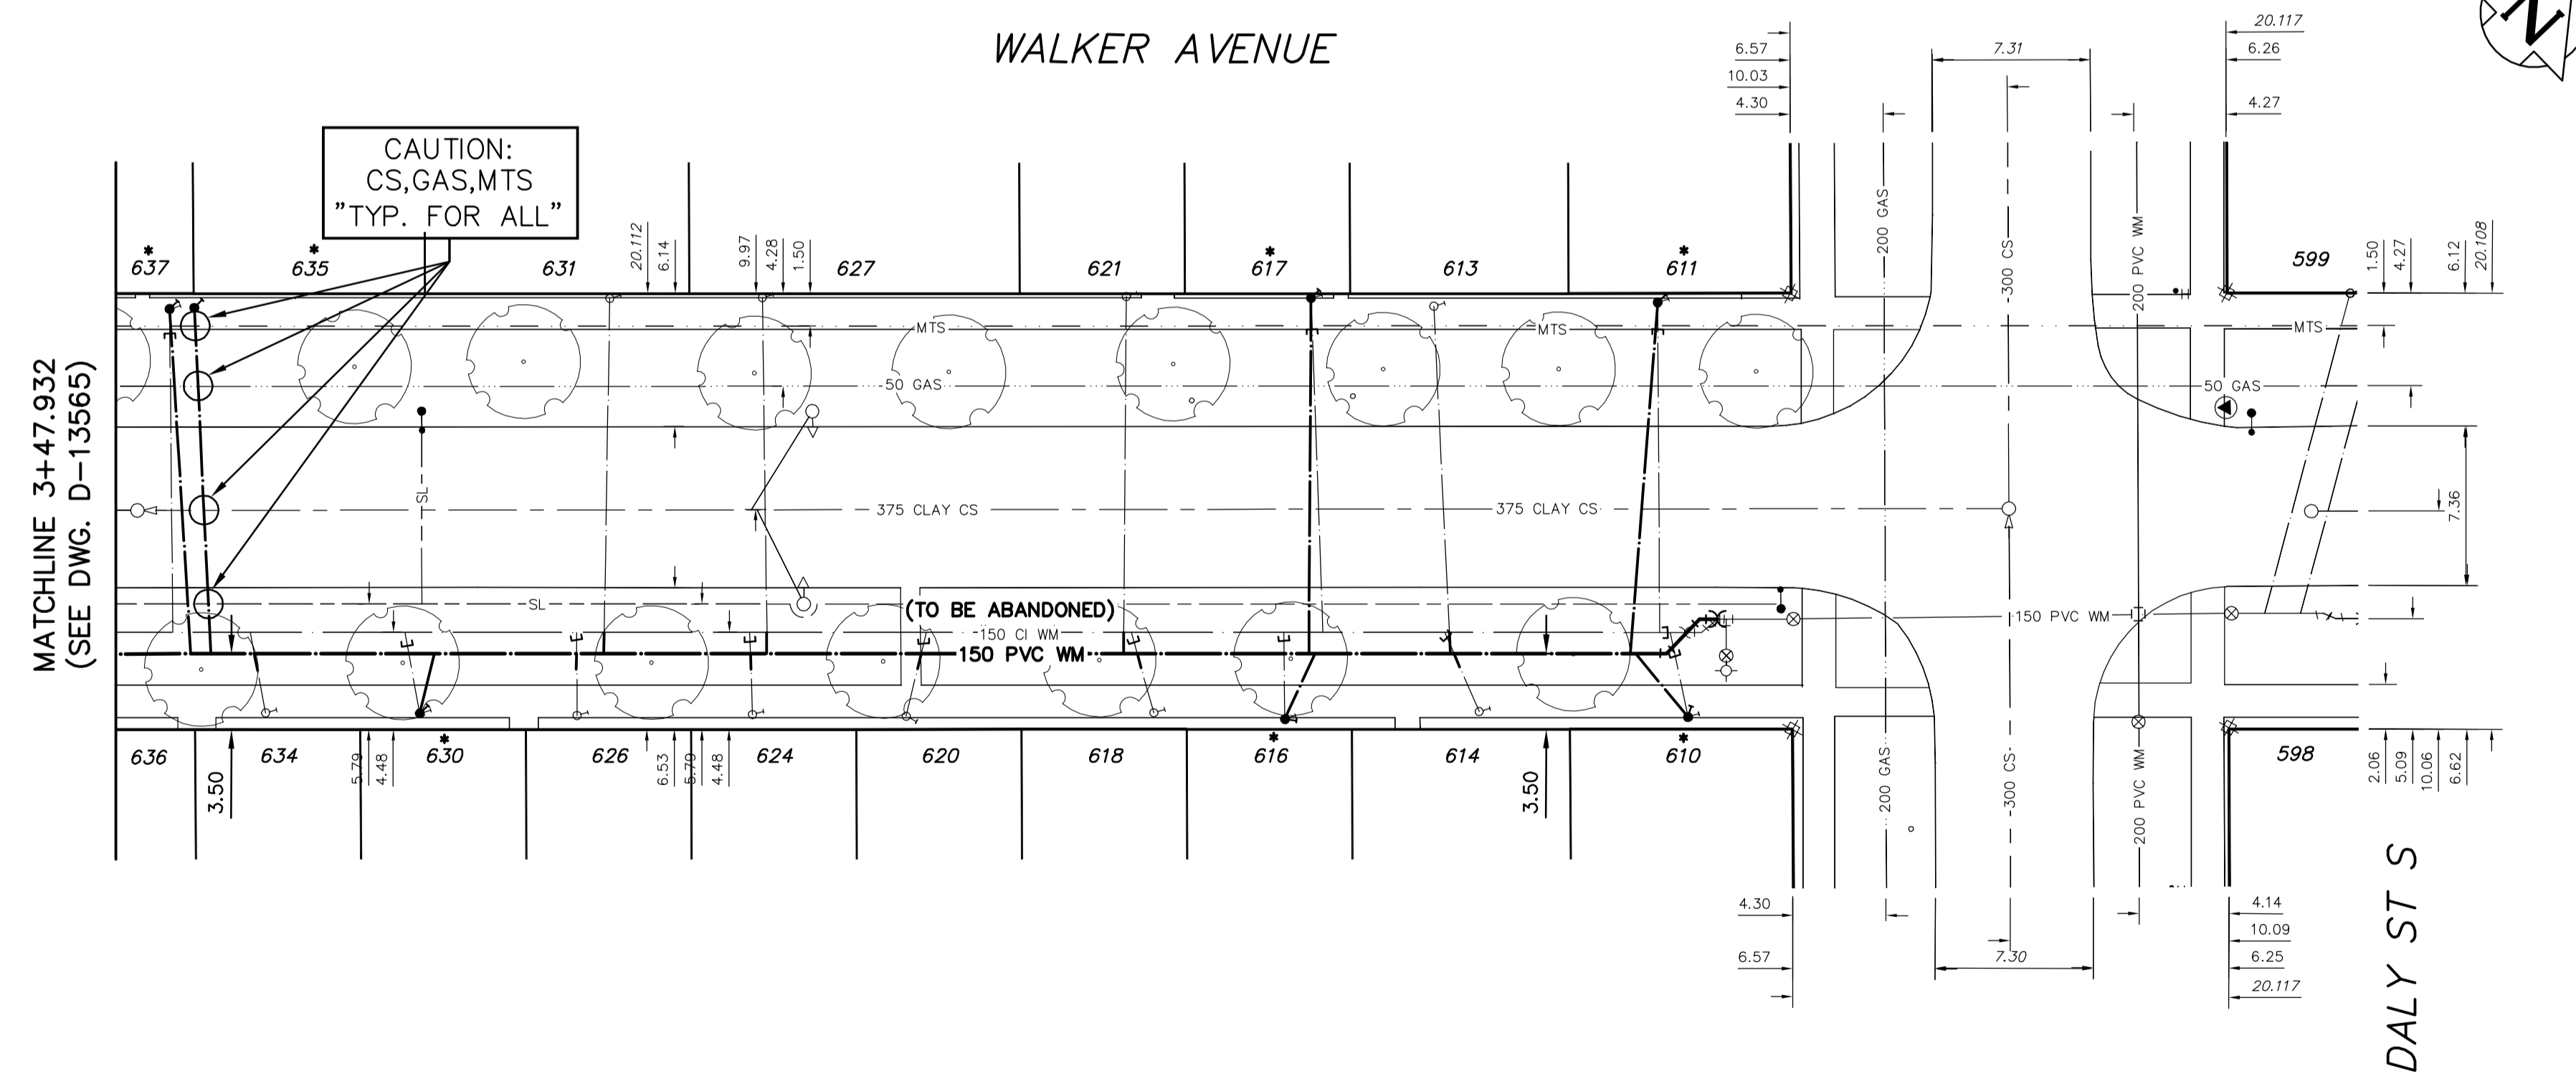 WALKER AVENUE
N
20.117
6.57
7.31
6.26
10.03
4.30
4.27
CAUTION:
CS,GAS,MTS
"TYP. FOR ALL"
200 GAS
300 CS
200 PVC WM
*
637
*
635
631
20.112
6.14
9.97
4.28
1.50
627
621
*
617
613
*
611
599
1.50
4.27
6.12
20.108
MTS
MTS
MTS
50 GAS
50 GAS
MATCHLINE 3+47.932
(SEE DWG. D-13565)
SL
375 CLAY CS
375 CLAY CS
7.36
SL
(TO BE ABANDONED)
150 CI WM
150 PVC WM
150 PVC WM
636
3.50
634
5.79
4.48
*
630
626
6.53
5.79
4.48
624
620
618
*
616
614
3.50
*
610
598
2.06
5.09
10.06
6.62
200 GAS
300 CS
200 PVC WM
4.30
4.14
10.09
6.57
7.30
6.25
20.117
DALY ST S